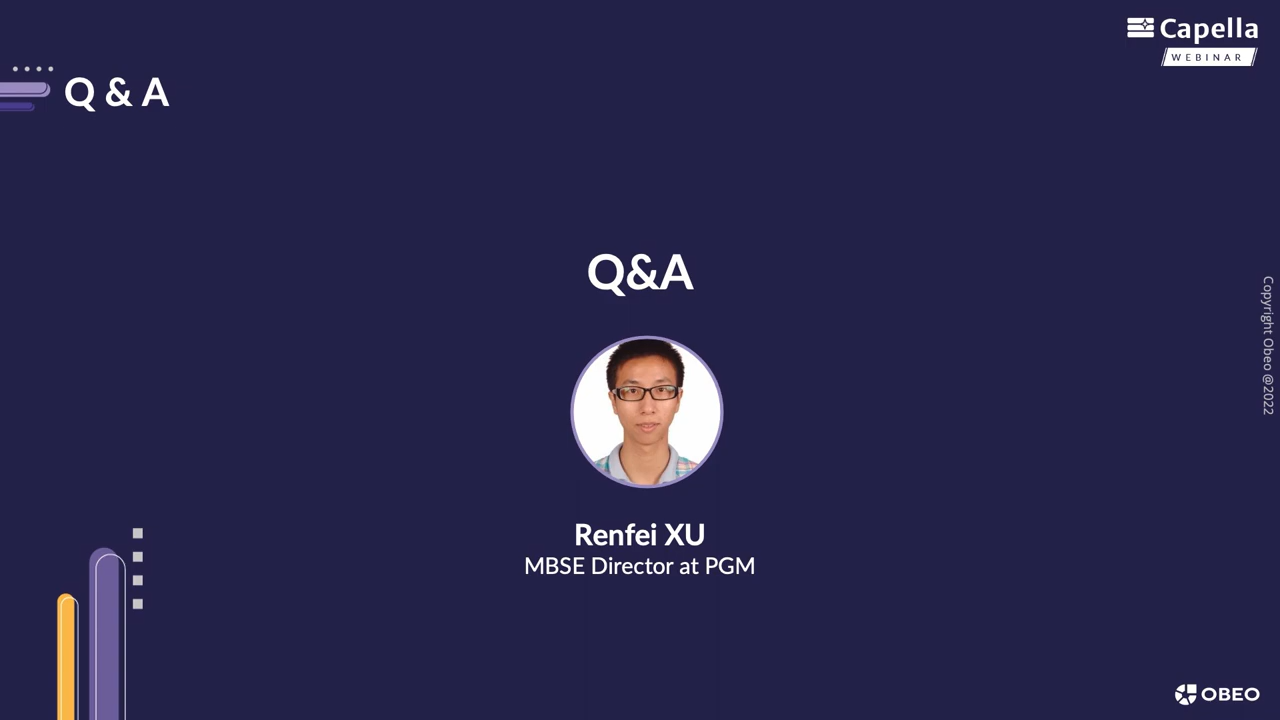 Capella
WEBINAR
Q & A
Q&A
Renfei XU
MBSE Director at PGM
Copyright Obeo @2022
OBEO